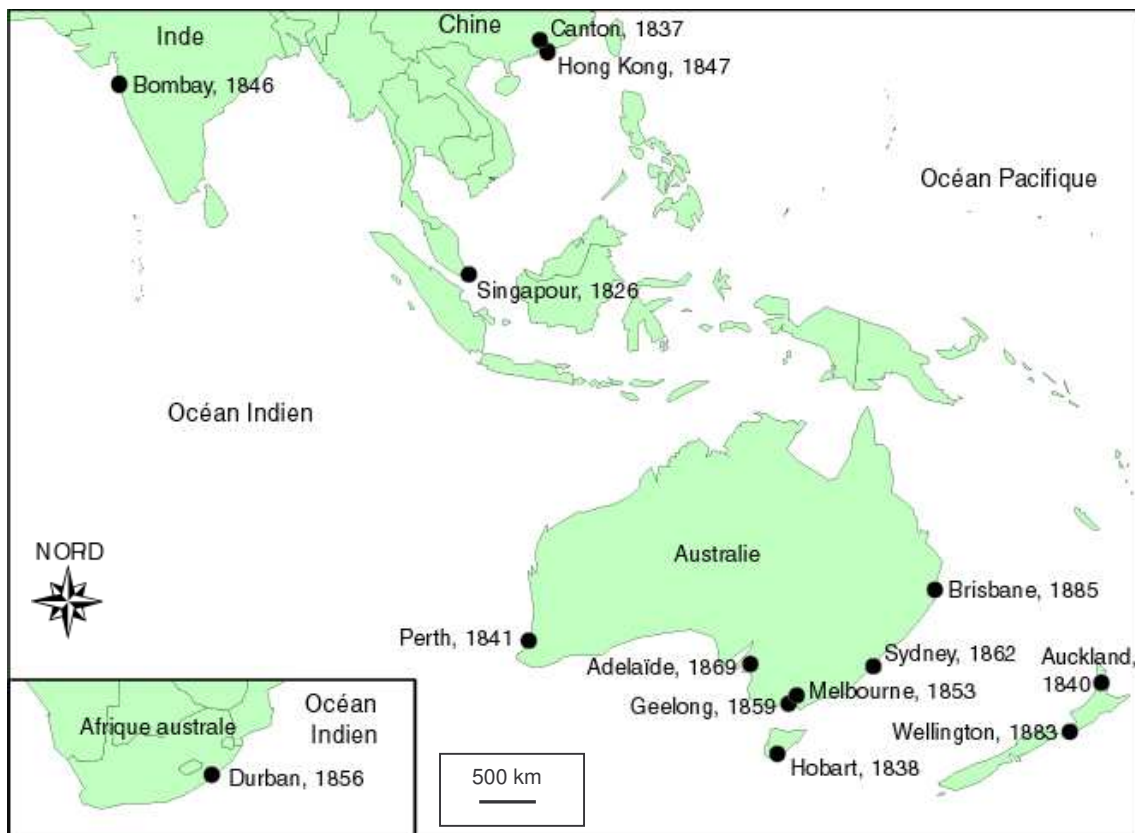 Inde
Chine
Canton, 1837
Hong Kong, 1847
Bombay, 1846
Océan Pacifique
Singapour, 1826
Océan Indien
NORD
Australie
Brisbane, 1885
Perth, 1841
Adelaïde, 1869
Sydney, 1862
Auckland,
1840
Geelong, 1859
Melbourne, 1853
Wellington, 1883
Hobart, 1838
Afrique australe
Océan
Indien
Durban, 1856
500 km